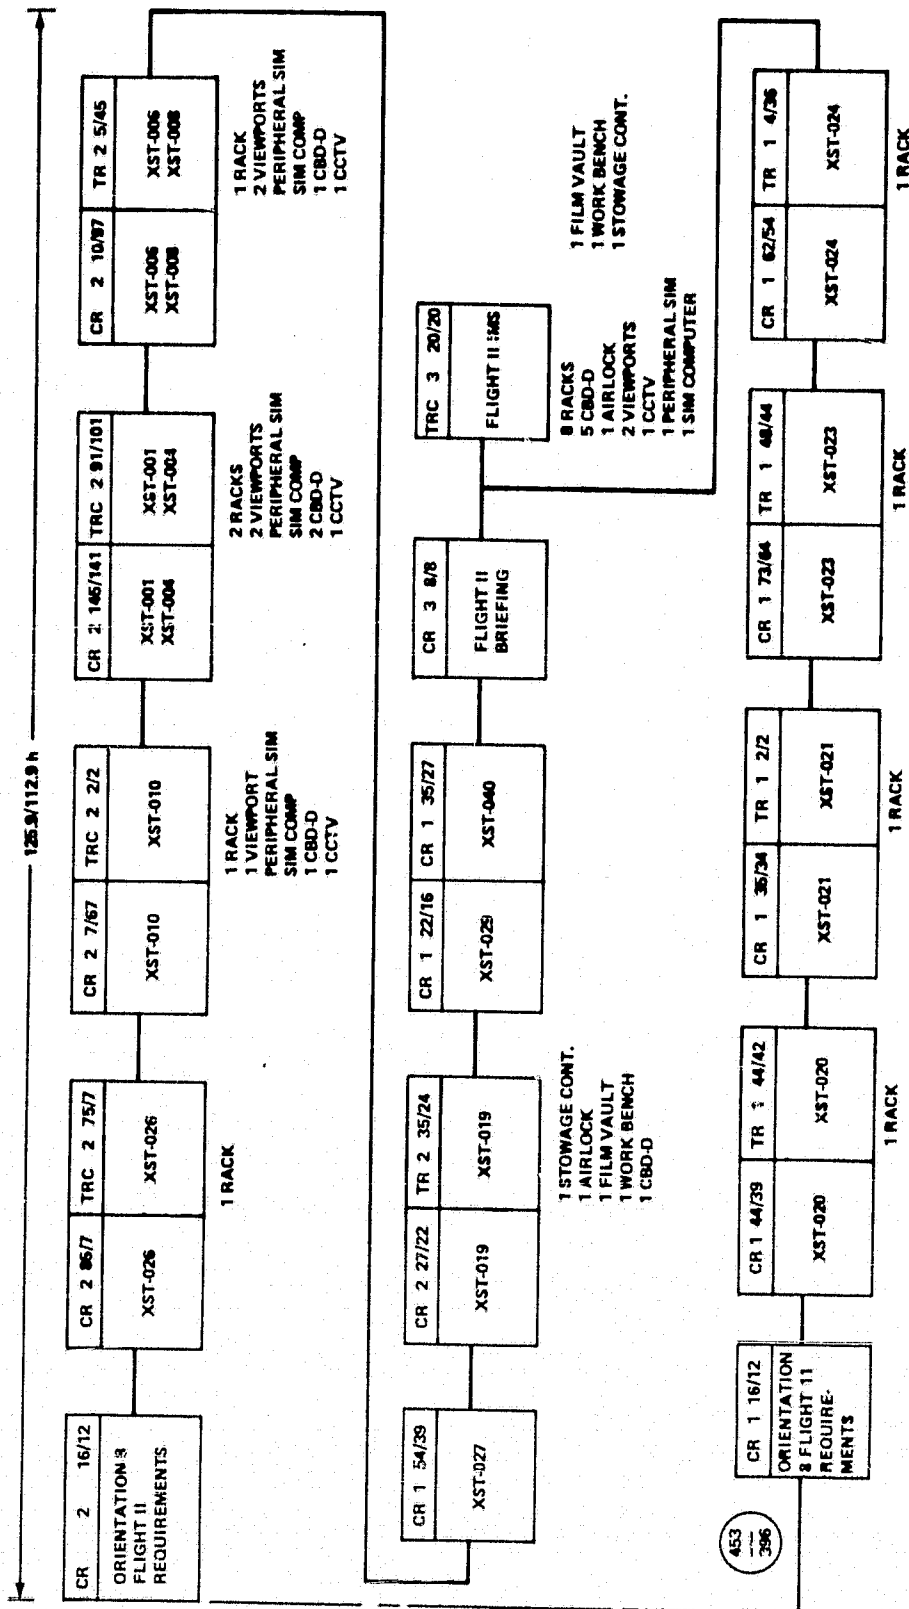 125.9/112.9 h
CR 2 16/12
ORIENTATION &
FLIGHT II
REQUIREMENTS
CR 2 86/7
XST-026
TRC 2 75/7
XST-026
1 RACK
CR 2 7/67
XST-010
TRC 2 2/2
XST-010
1 RACK
1 VIEWPORT
PERIPHERAL SIM
SIM COMP
1 CBD-D
1 CCTV
CR 2 146/141
XST-001
XST-004
TRC 2 91/101
XST-001
XST-004
2 RACKS
2 VIEWPORTS
PERIPHERAL SIM
SIM COMP
2 CBD-D
1 CCTV
CR 2 10/97
XST-006
XST-008
TR 2 5/45
XST-006
XST-008
1 RACK
2 VIEWPORTS
PERIPHERAL SIM
SIM COMP
1 CBD-D
1 CCTV
CR 1 54/39
XST-027
CR 2 27/22
XST-019
TR 2 35/24
XST-019
1 STOWAGE CONT.
1 AIRLOCK
1 FILM VAULT
1 WORK BENCH
1 CBD-D
CR 1 22/16
XST-029
CR 1 35/27
XST-040
CR 3 8/8
FLIGHT II
BRIEFING
TRC 3 20/20
FLIGHT II SMS
8 RACKS
5 CBD-D
1 AIRLOCK
2 VIEWPORTS
1 CCTV
1 PERIPHERAL SIM
1 SIM COMPUTER
1 FILM VAULT
1 WORK BENCH
1 STOWAGE CONT.
453
396
CR 1 16/12
ORIENTATION
8 FLIGHT 11
REQUIRE-
MENTS
CR 1 44/39
XST-020
TR 1 44/42
XST-020
1 RACK
CR 1 35/34
XST-021
TR 1 2/2
XST-021
1 RACK
CR 1 73/64
XST-023
TR 1 48/44
XST-023
1 RACK
CR 1 62/54
XST-024
TR 1 4/36
XST-024
1 RACK